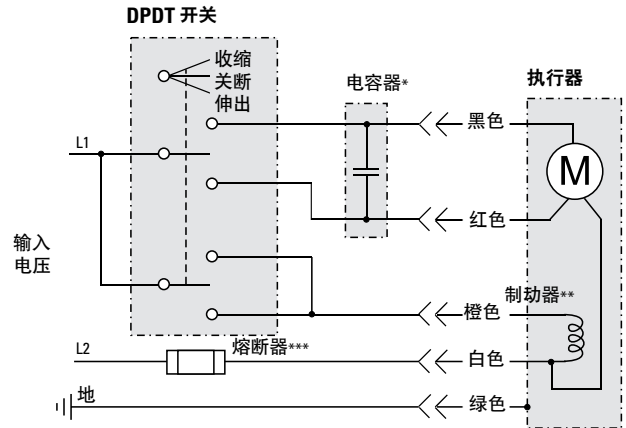 DPDT 开关
收缩
关断
伸出
电容器*
执行器
L1
黑色
M
红色
输入
电压
制动器**
橙色
L2
熔断器***
白色
地
绿色